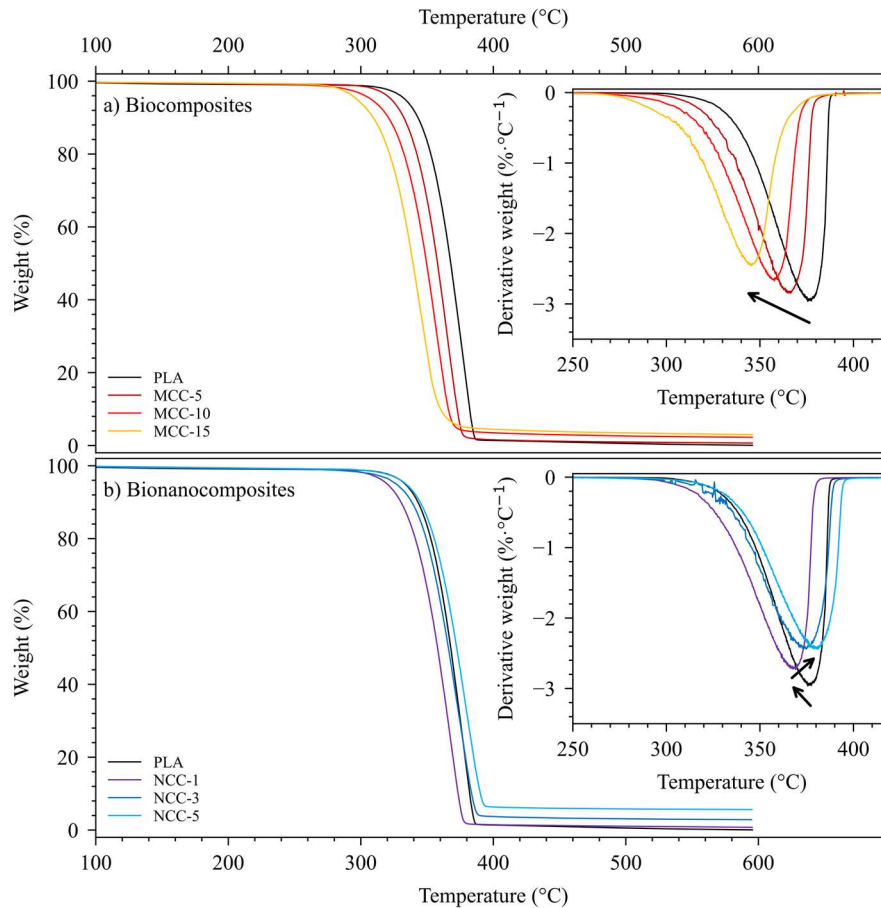 Temperature (°C)
100 200 300 400 500 600
100
80
60
40
20
0
Weight (%)
a) Biocomposites
PLA
MCC-5
MCC-10
MCC-15
0
−1
−2
−3
Derivative weight (%·°C⁻¹)
250 300 350 400
Temperature (°C)
100
80
60
40
20
0
Weight (%)
b) Bionanocomposites
PLA
NCC-1
NCC-3
NCC-5
0
−1
−2
−3
Derivative weight (%·°C⁻¹)
250 300 350 400
Temperature (°C)
100 200 300 400 500 600
Temperature (°C)